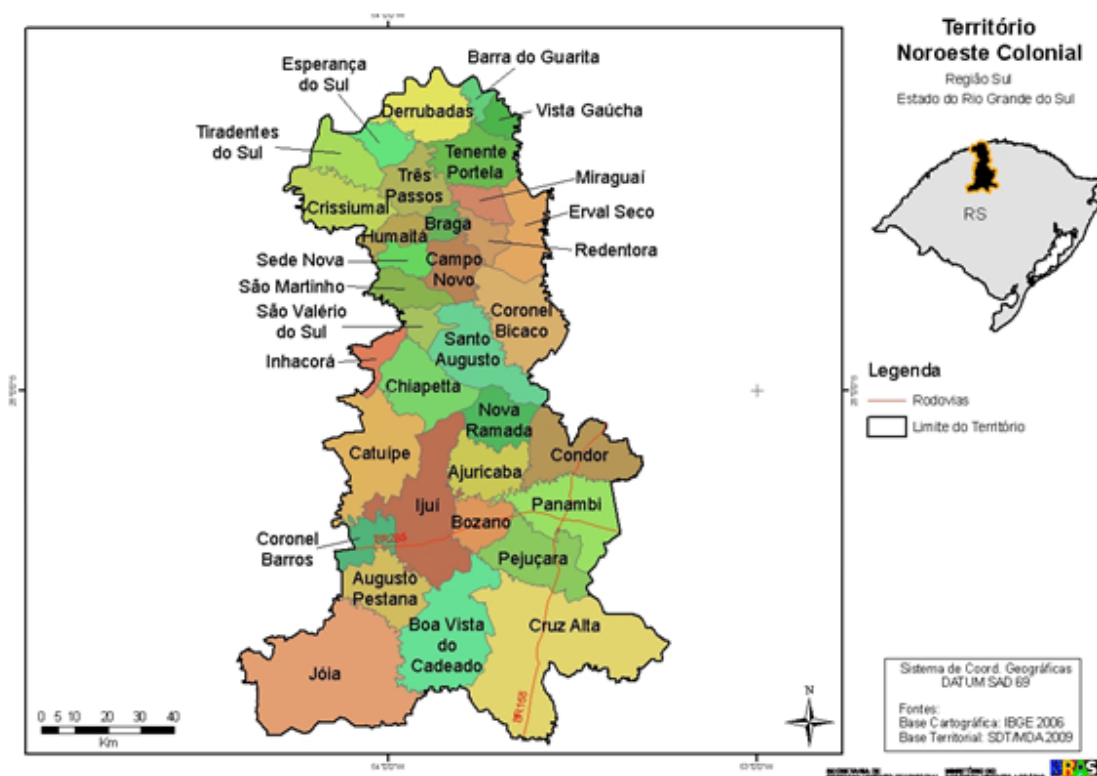 Território
Noroeste Colonial
Região Sul
Estado do Rio Grande do Sul
RS
Legenda
Rodovias
Limite do Território
Sistema de Coord. Geográficas
DATUM SAD 69
Fontes:
Base Cartográfica: IBGE 2006
Base Territorial: SDT/MDA 2009
Esperança
do Sul
Barra do Guarita
Derrubadas
Vista Gaúcha
Tiradentes
do Sul
Tenente
Portela
Três
Passos
Miraguaí
Crissiumal
Erval Seco
Braga
Humaitá
Redentora
Sede Nova
Campo
Novo
São Martinho
São Valério
do Sul
Coronel
Bicaco
Santo
Augusto
Inhacorá
Chiapetta
Nova
Ramada
Catuípe
Condor
Ajuricaba
Ijuí
Panambi
Bozano
Coronel
Barros
Pejuçara
Augusto
Pestana
Boa Vista
do
Cadeado
Cruz Alta
Jóia
BR158
N
0 5 10 20 30 40
Km